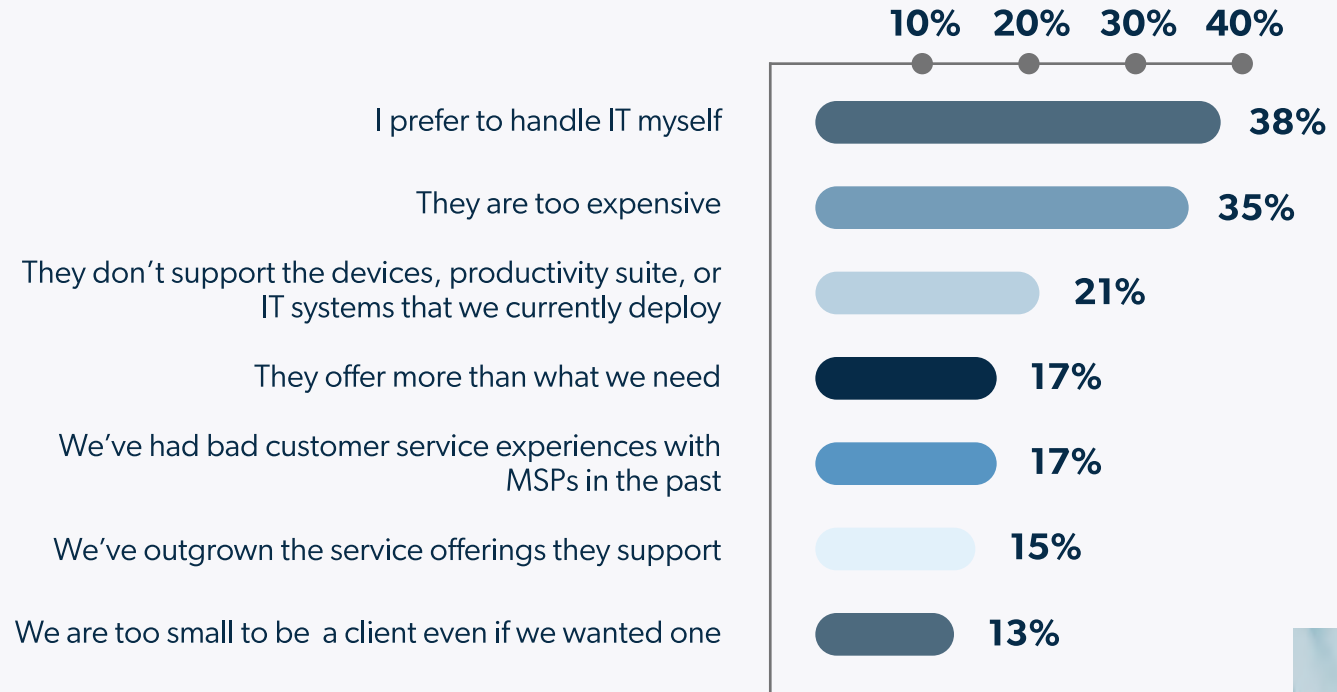 10% 20% 30% 40%
I prefer to handle IT myself 38%
They are too expensive 35%
They don’t support the devices, productivity suite, or
IT systems that we currently deploy 21%
They offer more than what we need 17%
We’ve had bad customer service experiences with
MSPs in the past 17%
We’ve outgrown the service offerings they support 15%
We are too small to be a client even if we wanted one 13%